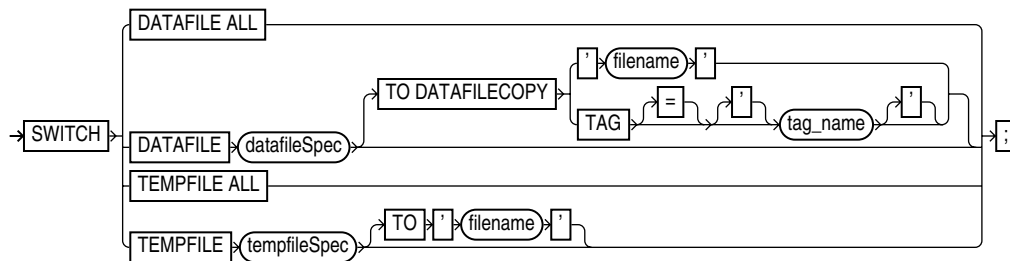 DATAFILE ALL
' filename '
TO DATAFILECOPY
= ' '
TAG tag_name
SWITCH ;
DATAFILE datafileSpec
TEMPFILE ALL
TO ' filename '
TEMPFILE tempfileSpec